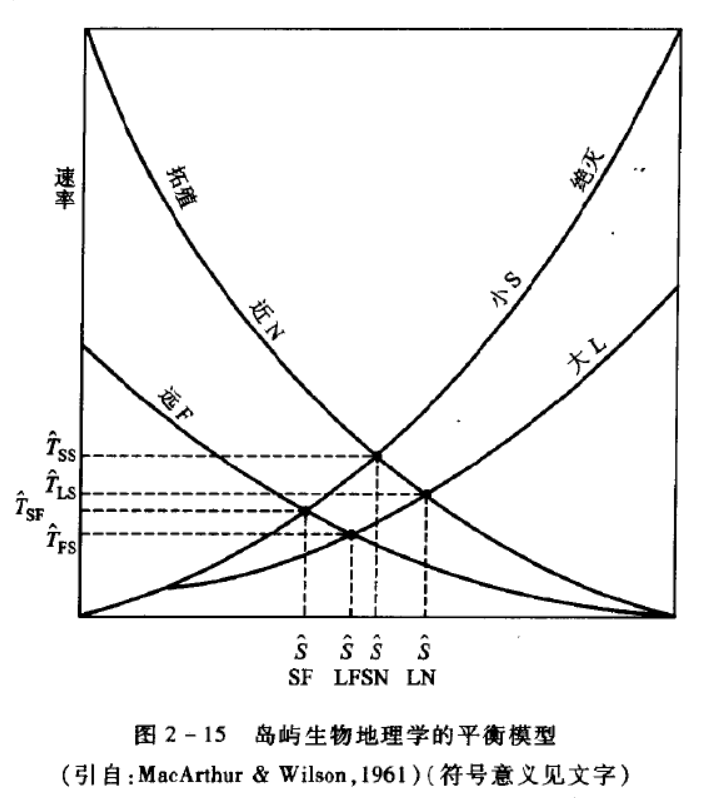 速率
拓殖
绝灭
近N
小S
大L
远F
T̂SS
T̂LS
T̂SF
T̂FS
Ŝ Ŝ Ŝ Ŝ
SF LFSN LN
图 2-15 岛屿生物地理学的平衡模型
(引自:MacArthur & Wilson,1961)(符号意义见文字)